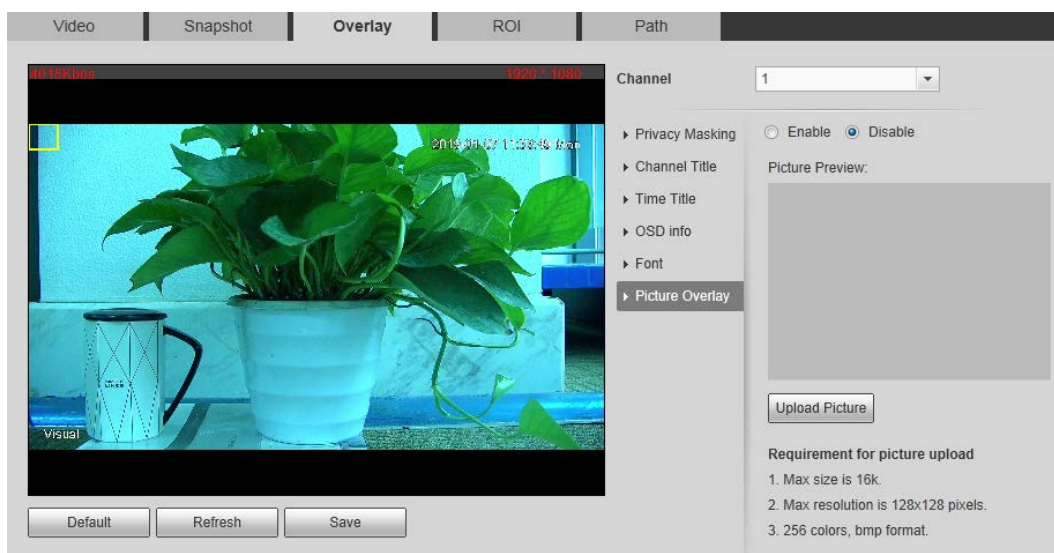 Video Snapshot Overlay ROI Path
4015Kbps 1920 * 1080
Channel 1
Privacy Masking
Channel Title
Time Title
OSD info
Font
Picture Overlay
Enable Disable
Picture Preview:
Visual
Upload Picture
Requirement for picture upload
1. Max size is 16k.
2. Max resolution is 128x128 pixels.
3. 256 colors, bmp format.
Default Refresh Save